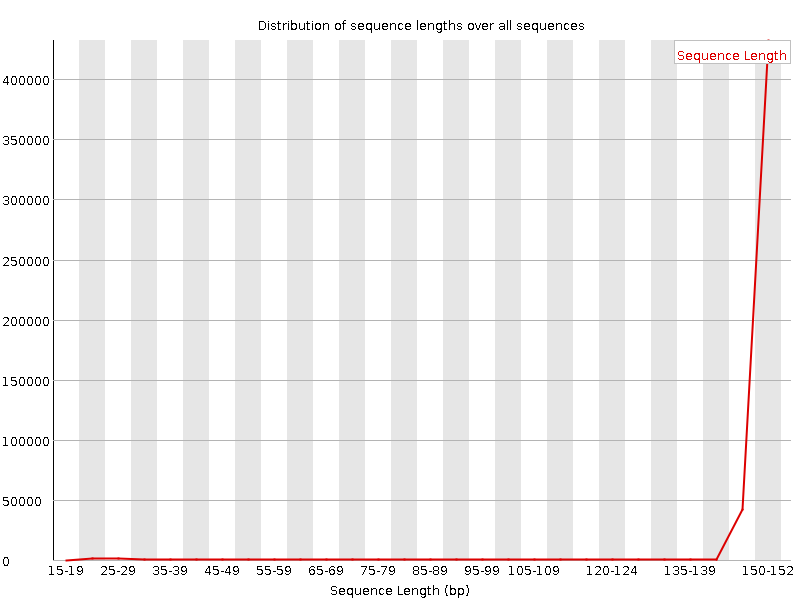 Distribution of sequence lengths over all sequences
Sequence Length
400000
350000
300000
250000
200000
150000
100000
50000
0
15-19 25-29 35-39 45-49 55-59 65-69 75-79 85-89 95-99 105-109 120-124 135-139 150-152
Sequence Length (bp)